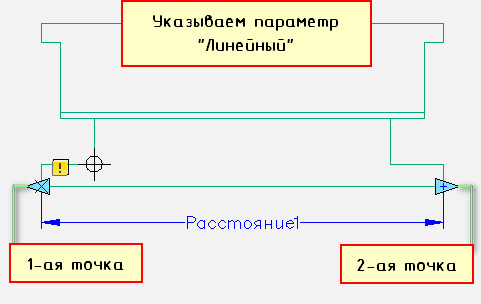 Указываем параметр
"Линейный"
!
Расстояние1
1-ая точка
2-ая точка